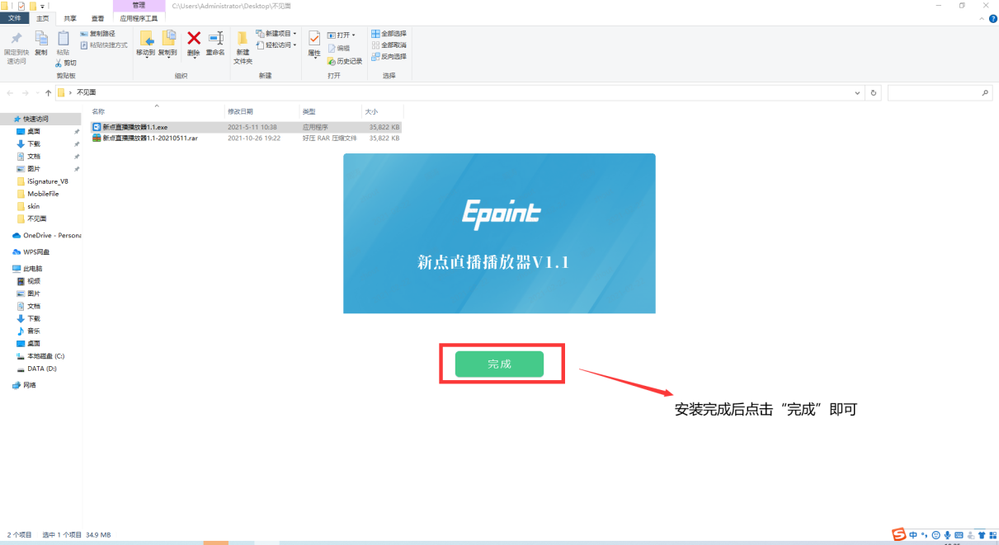 管理
C:\Users\Administrator\Desktop\不见面
文件 主页 共享 查看 应用程序工具
固定到快速访问
复制
粘贴
复制路径
粘贴快捷方式
剪切
剪贴板
移动到 复制到 删除 重命名
组织
新建文件夹
新建项目
轻松访问
新建
属性
打开
编辑
历史记录
打开
全部选择
全部取消
反向选择
选择
不见面
名称 修改日期 类型 大小
新点直播播放器1.1.exe 2021-5-11 10:38 应用程序 35,822 KB
新点直播播放器1.1-20210511.rar 2021-10-26 19:22 好压 RAR 压缩文件 35,822 KB
快速访问
桌面
下载
文档
图片
iSignature_V8
MobileFile
skin
不见面
OneDrive - Persona
WPS网盘
此电脑
视频
图片
文档
下载
音乐
桌面
本地磁盘 (C:)
DATA (D:)
网络
Epoint
新点直播播放器V1.1
完成
安装完成后点击“完成”即可
2 个项目 选中 1 个项目 34.9 MB
中